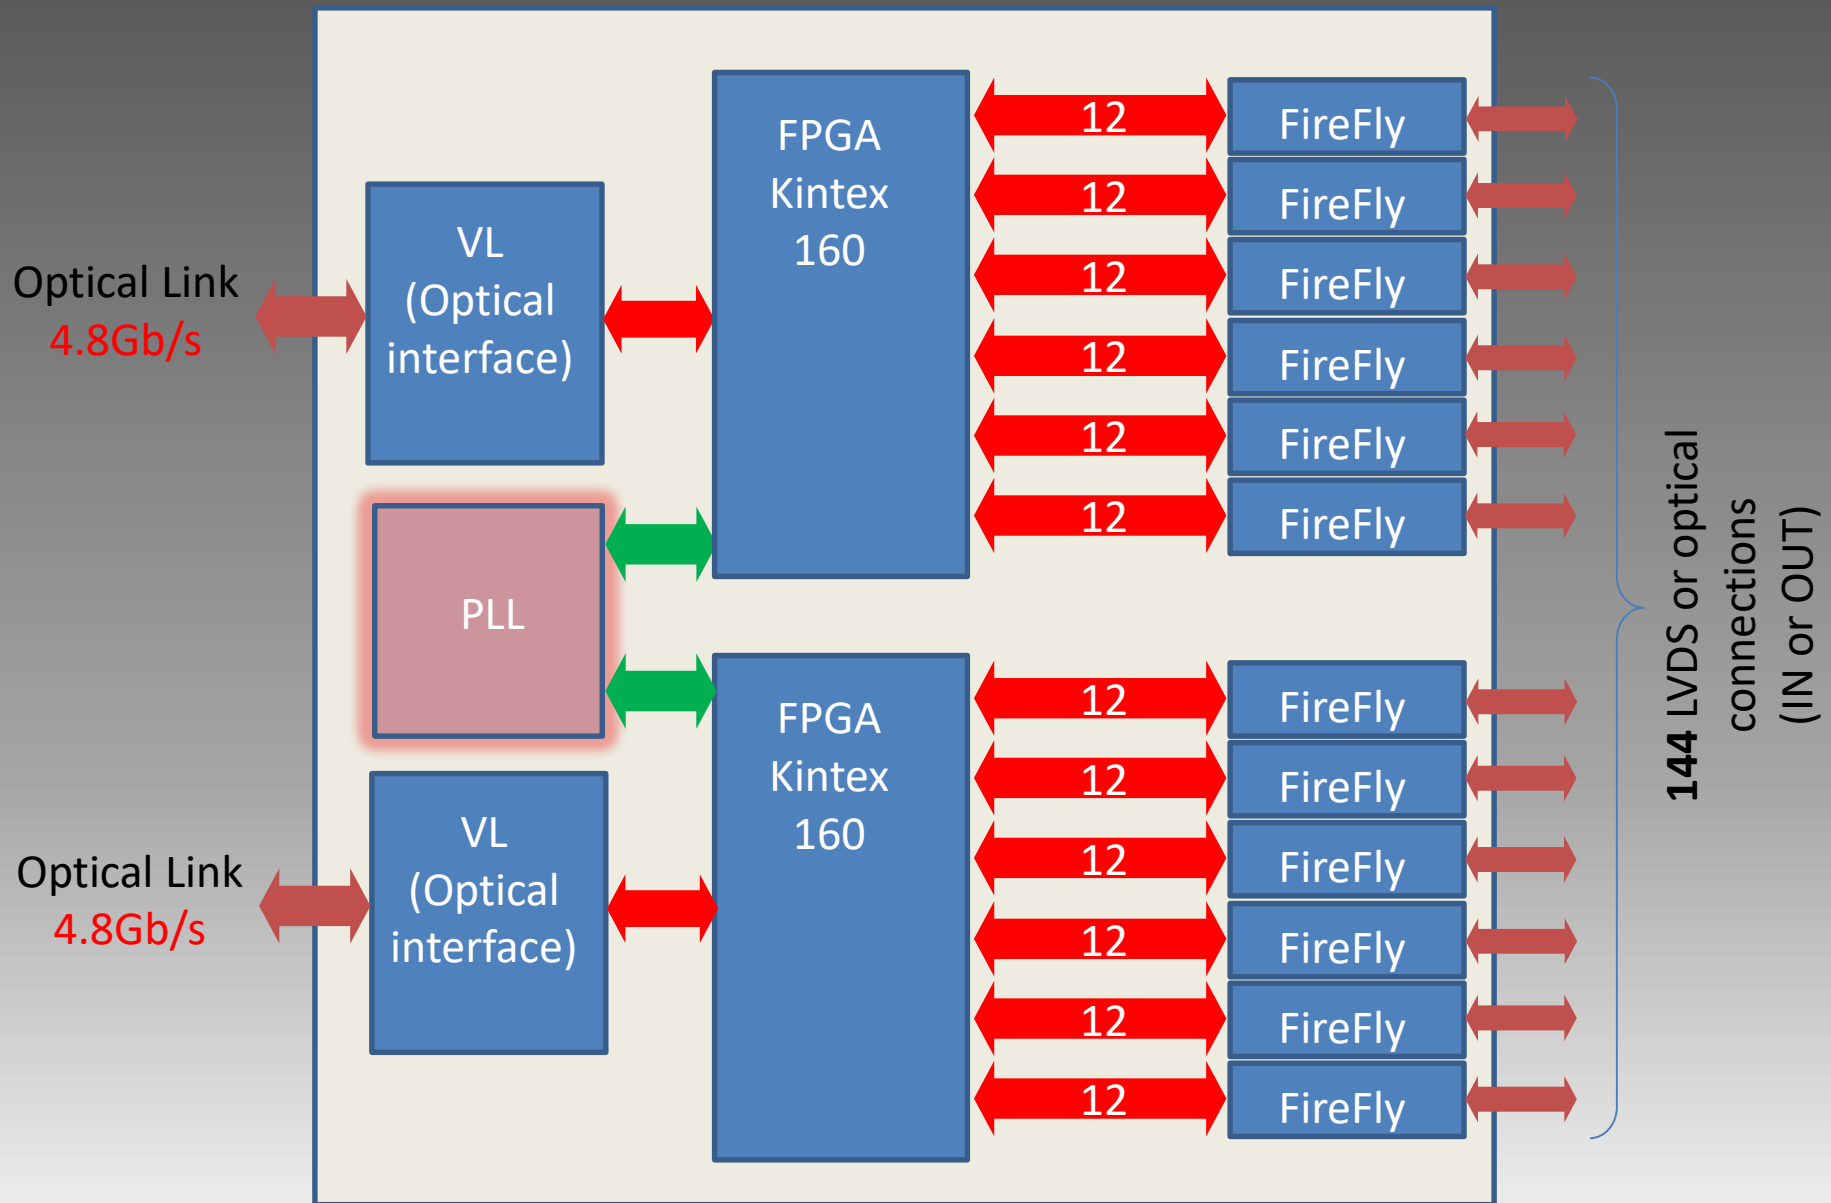 Optical Link
4.8Gb/s
VL
(Optical
interface)
FPGA
Kintex
160
12
FireFly
12
FireFly
12
FireFly
12
FireFly
12
FireFly
12
FireFly
PLL
Optical Link
4.8Gb/s
VL
(Optical
interface)
FPGA
Kintex
160
12
FireFly
12
FireFly
12
FireFly
12
FireFly
12
FireFly
12
FireFly
144 LVDS or optical
connections
(IN or OUT)